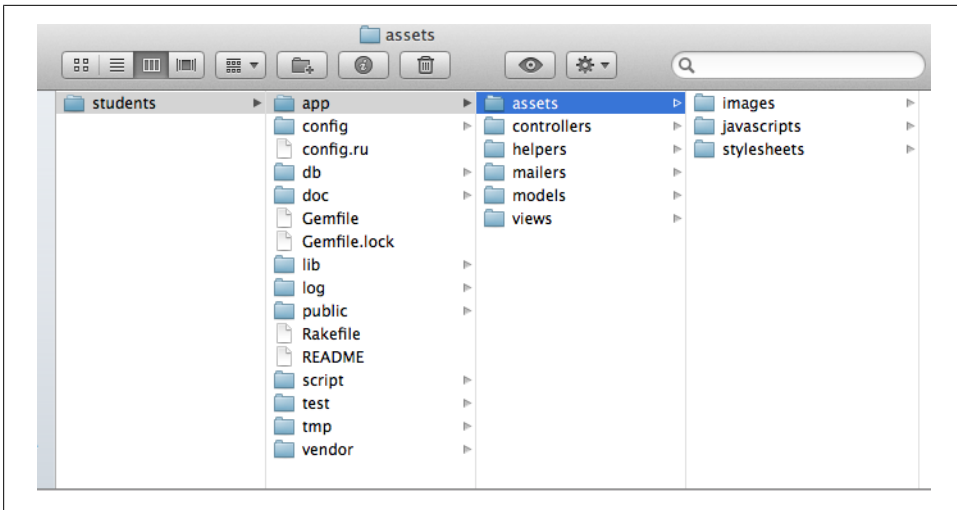 assets
students
app
config
config.ru
db
doc
Gemfile
Gemfile.lock
lib
log
public
Rakefile
README
script
test
tmp
vendor
assets
controllers
helpers
mailers
models
views
images
javascripts
stylesheets